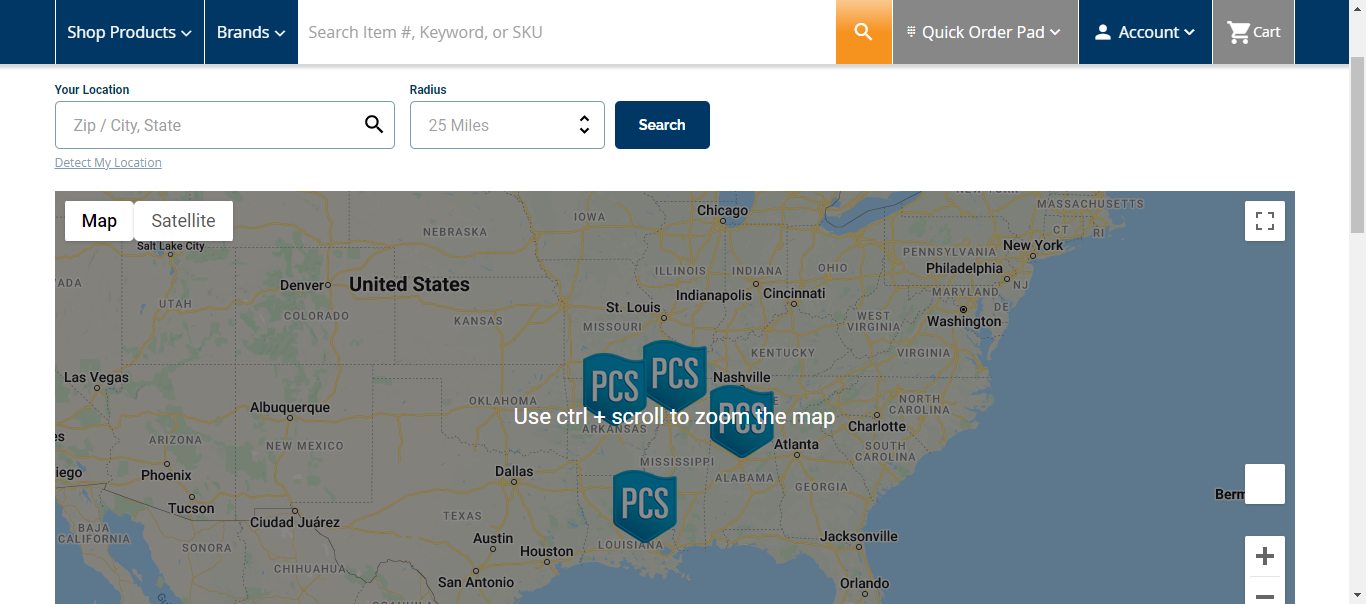 Shop Products
Brands
Search Item #, Keyword, or SKU
Quick Order Pad
Account
Cart
Your Location
Radius
Zip / City, State
25 Miles
Search
Detect My Location
Map
Satellite
Chicago
MASSACHUSETTS
IOWA
NEBRASKA
CT
RI
Salt Lake City
New York
PENNSYLVANIA
ILLINOIS
INDIANA
OHIO
Philadelphia
ADA
Denver
United States
NJ
Indianapolis
Cincinnati
MARYLAND
UTAH
St. Louis
DE
COLORADO
KANSAS
MISSOURI
WEST
VIRGINIA
Washington
KENTUCKY
VIRGINIA
Las Vegas
PCS
PCS
Nashville
OKLAHOMA
NORTH
CAROLINA
Albuquerque
PCS
Use ctrl + scroll to zoom the map
ARKANSAS
Charlotte
es
ARIZONA
NEW MEXICO
Atlanta
SOUTH
CAROLINA
MISSISSIPPI
iego
Phoenix
Dallas
ALABAMA
GEORGIA
Berm
PCS
Tucson
TEXAS
Ciudad Juárez
BAJA
CALIFORNIA
Austin
Jacksonville
SONORA
Houston
LOUISIANA
CHIHUAHUA
San Antonio
Orlando